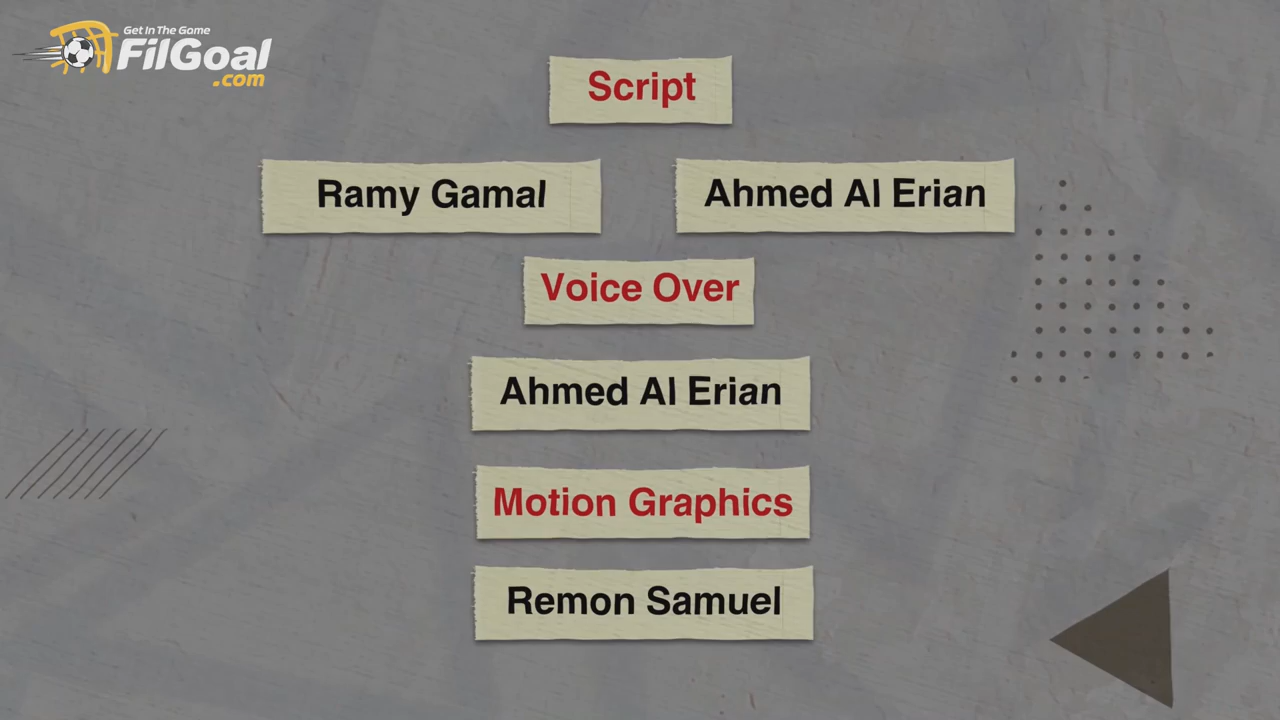 Get In The Game
FilGoal
.com
Script
Ramy Gamal
Ahmed Al Erian
Voice Over
Ahmed Al Erian
Motion Graphics
Remon Samuel